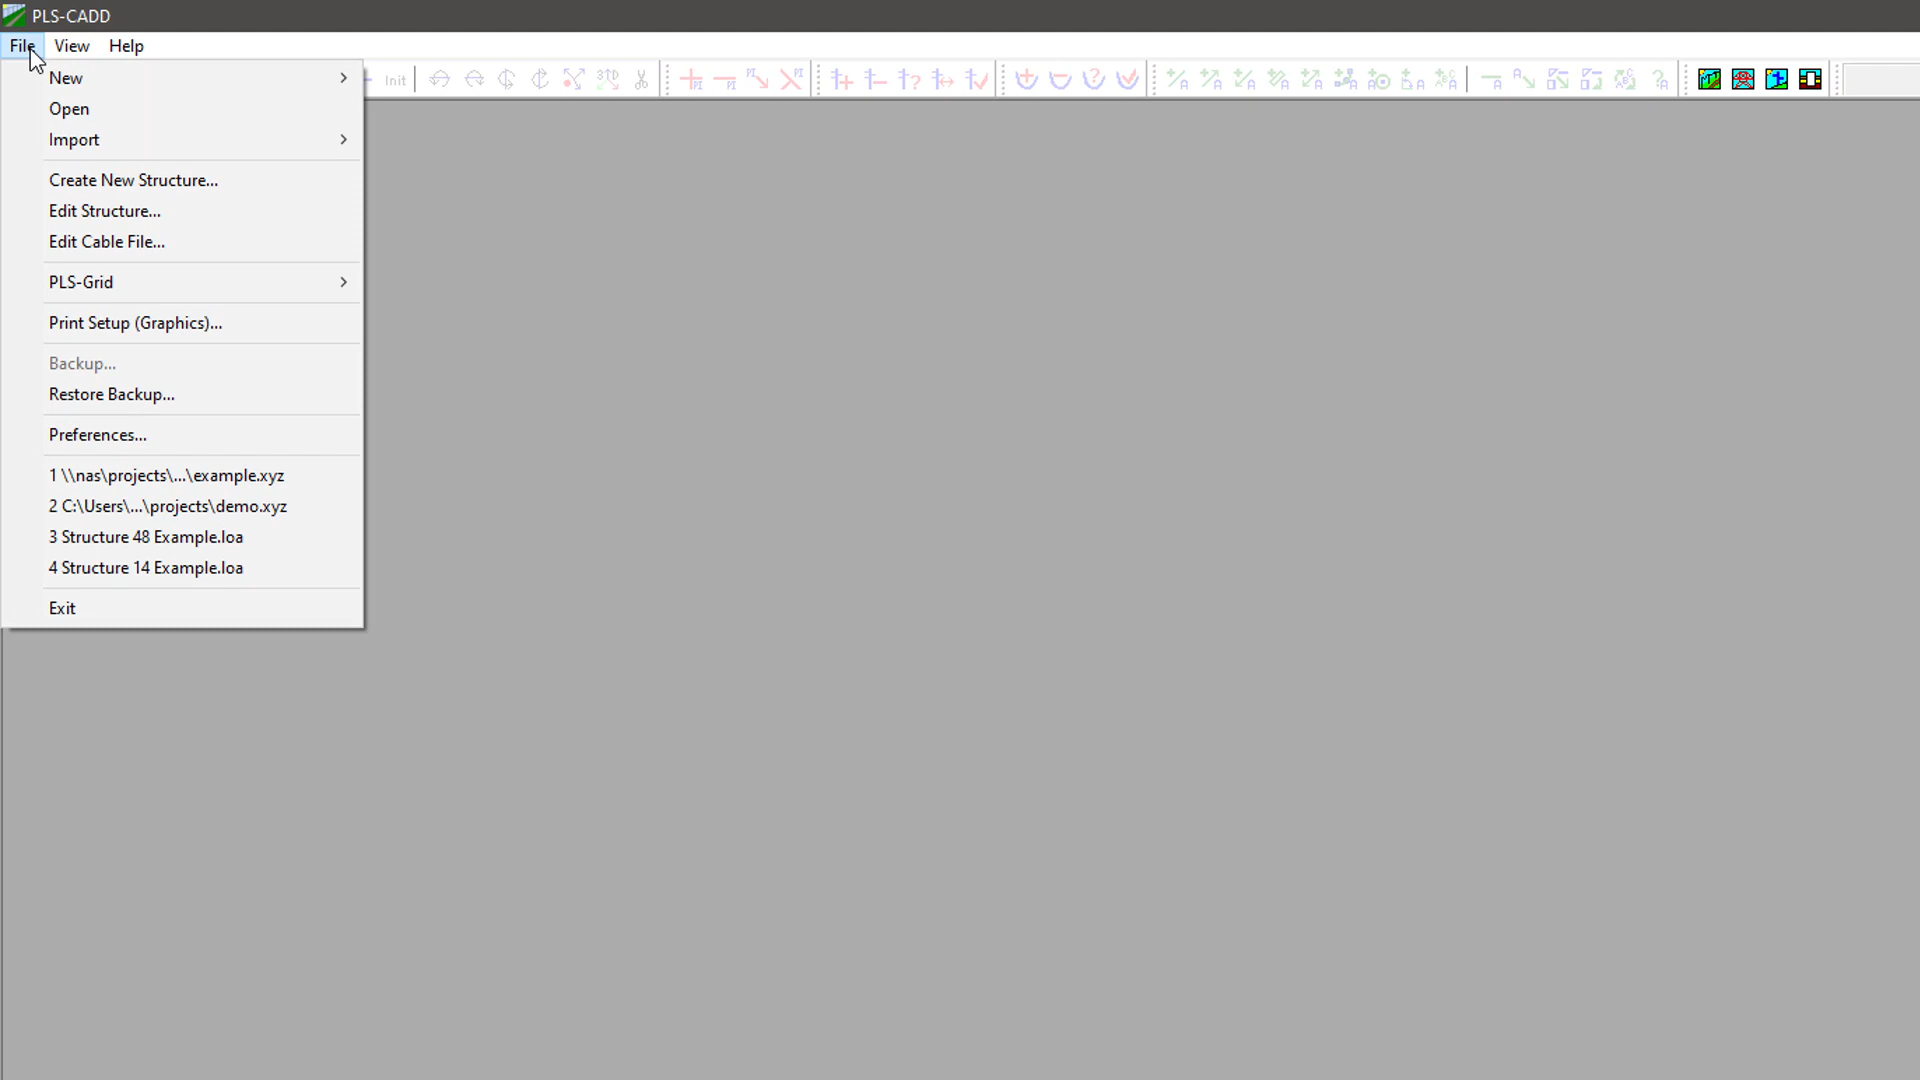 PLS-CADD
File View Help
Init
New
Open
Import
Create New Structure...
Edit Structure...
Edit Cable File...
PLS-Grid
Print Setup (Graphics)...
Backup...
Restore Backup...
Preferences...
1 \\nas\projects\...\example.xyz
2 C:\Users\...\projects\demo.xyz
3 Structure 48 Example.loa
4 Structure 14 Example.loa
Exit